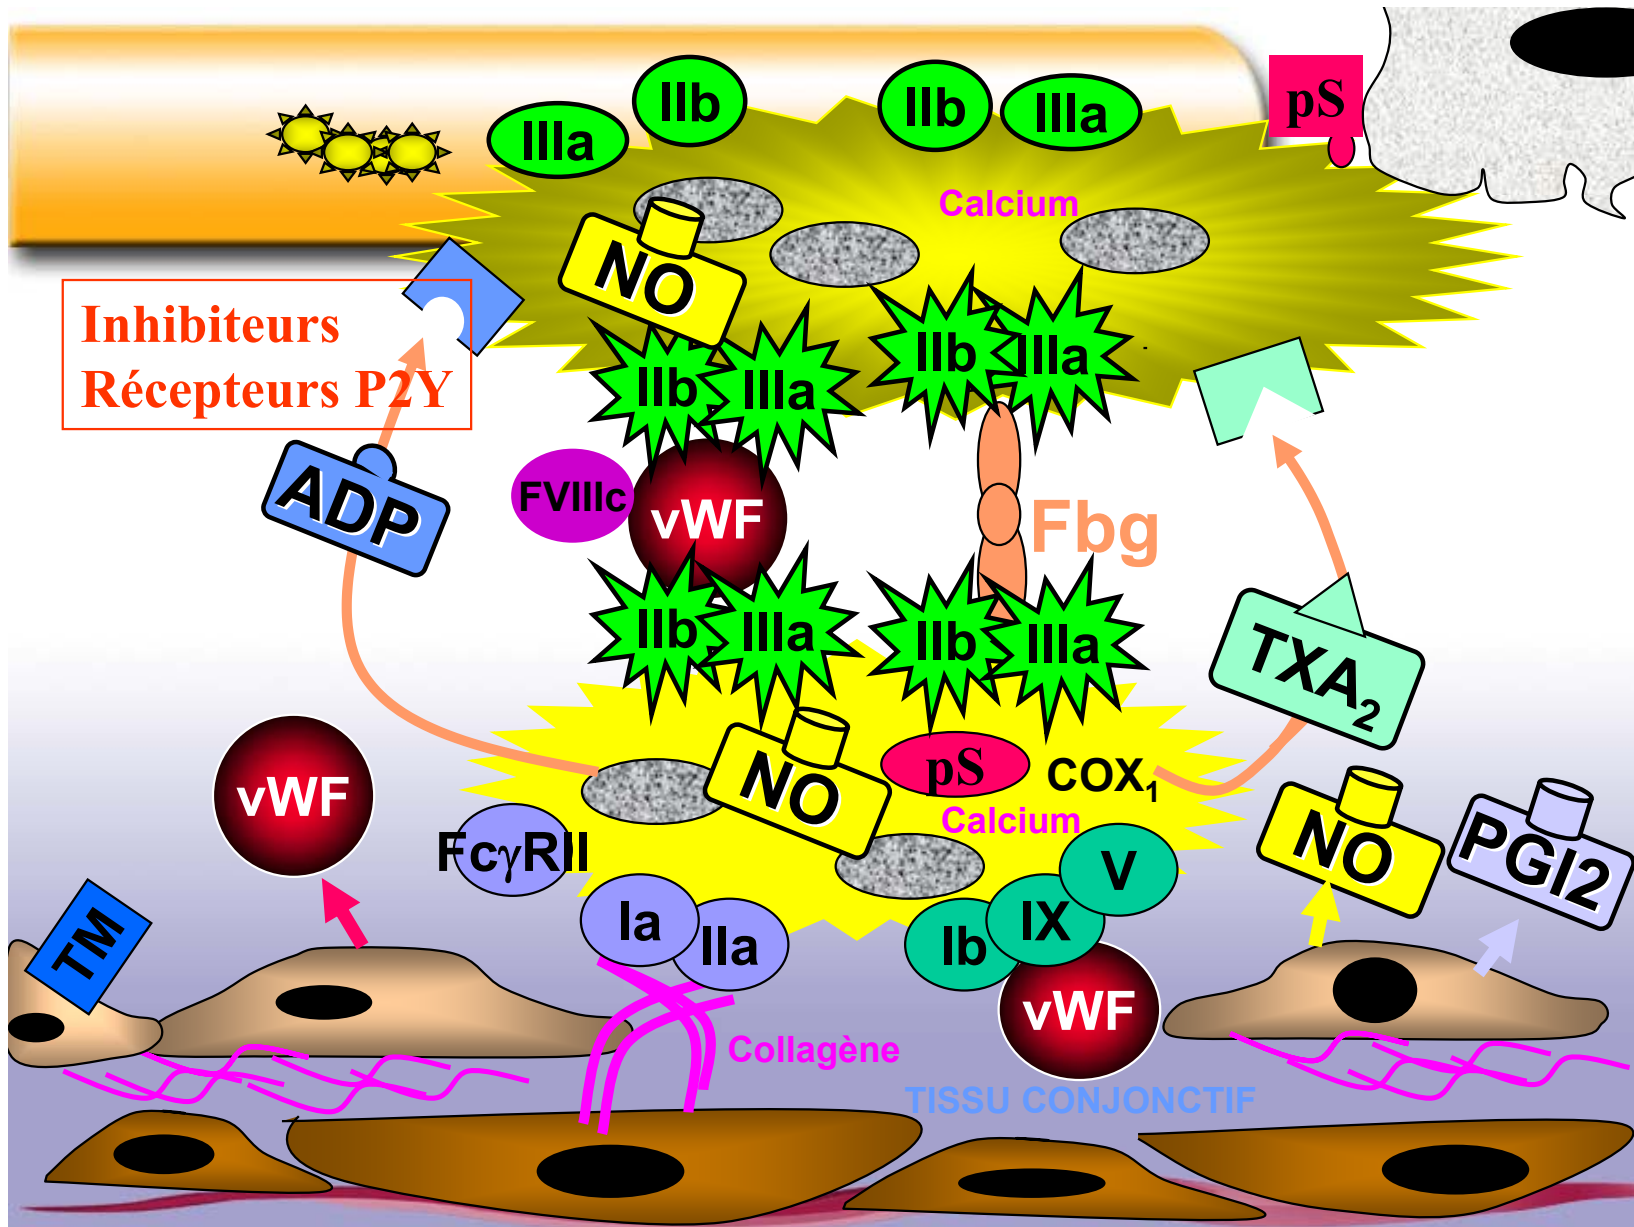 IIb
IIb
IIIa
IIIa
pS
Calcium
NO
Inhibiteurs
Récepteurs P2Y
IIb
IIIa
IIb
IIIa
ADP
FVIIIc
vWF
Fbg
IIb
IIIa
IIb
IIIa
TXA2
vWF
NO
pS
COX1
Calcium
NO
PGI2
FcγRII
V
Ia
IIa
Ib
IX
TM
vWF
Collagène
TISSU CONJONCTIF